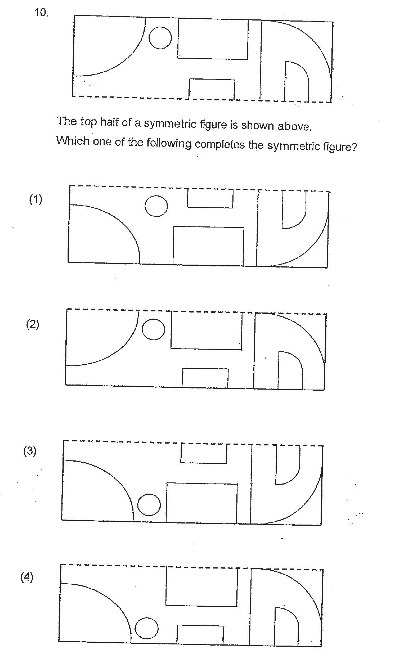 10.
The top half of a symmetric figure is shown above.
Which one of the following completes the symmetric figure?
(1)
(2)
(3)
(4)